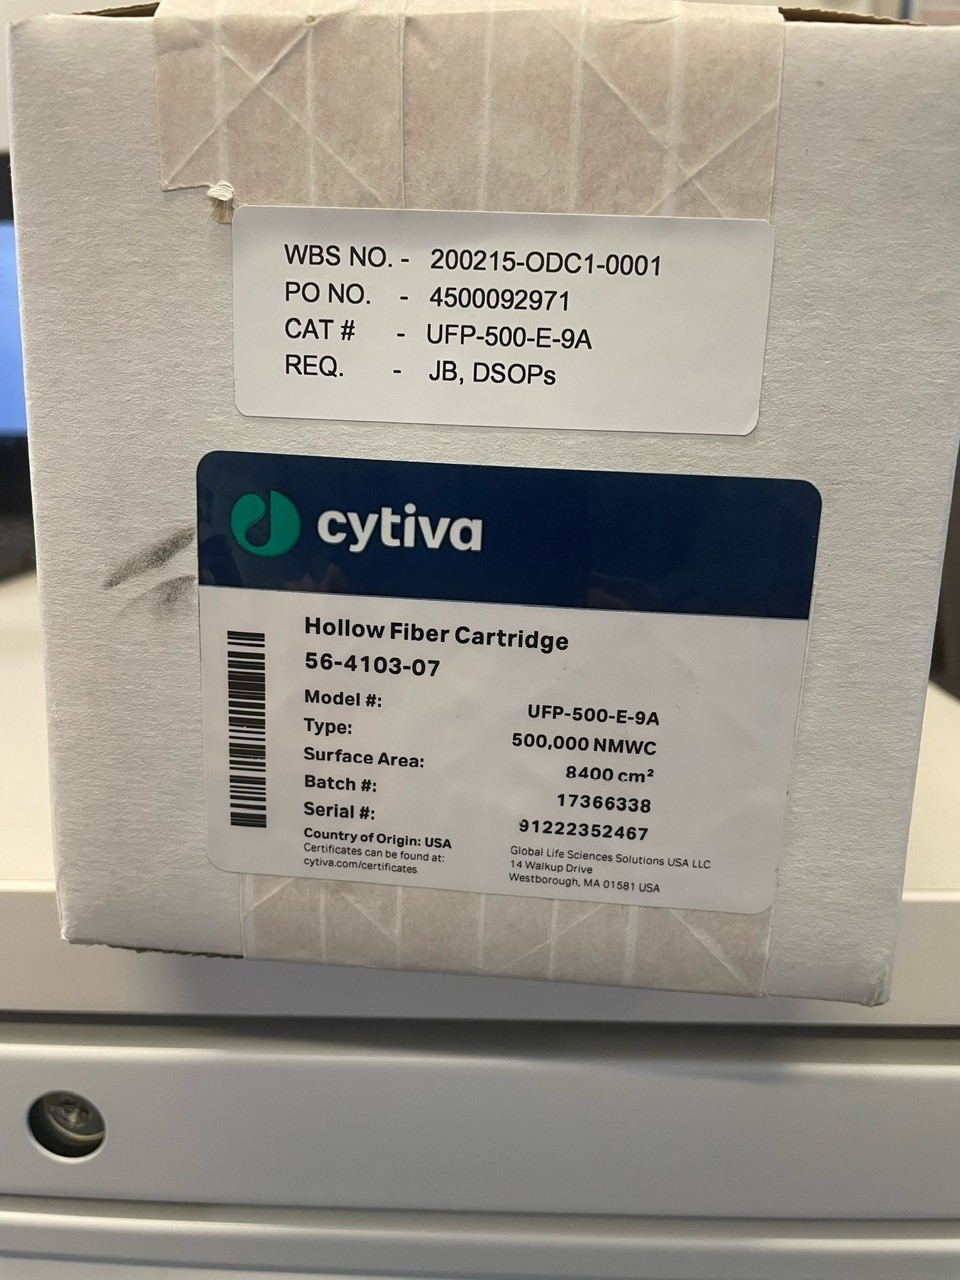 WBS NO. - 200215-ODC1-0001
PO NO. - 4500092971
CAT # - UFP-500-E-9A
REQ. - JB, DSOPs
cytiva
Hollow Fiber Cartridge
56-4103-07
Model #: UFP-500-E-9A
Type: 500,000 NMWC
Surface Area: 8400 cm²
Batch #: 17366338
Serial #: 91222352467
Country of Origin: USA
Certificates can be found at:
cytiva.com/certificates
Global Life Sciences Solutions USA LLC
14 Walkup Drive
Westborough, MA 01581 USA